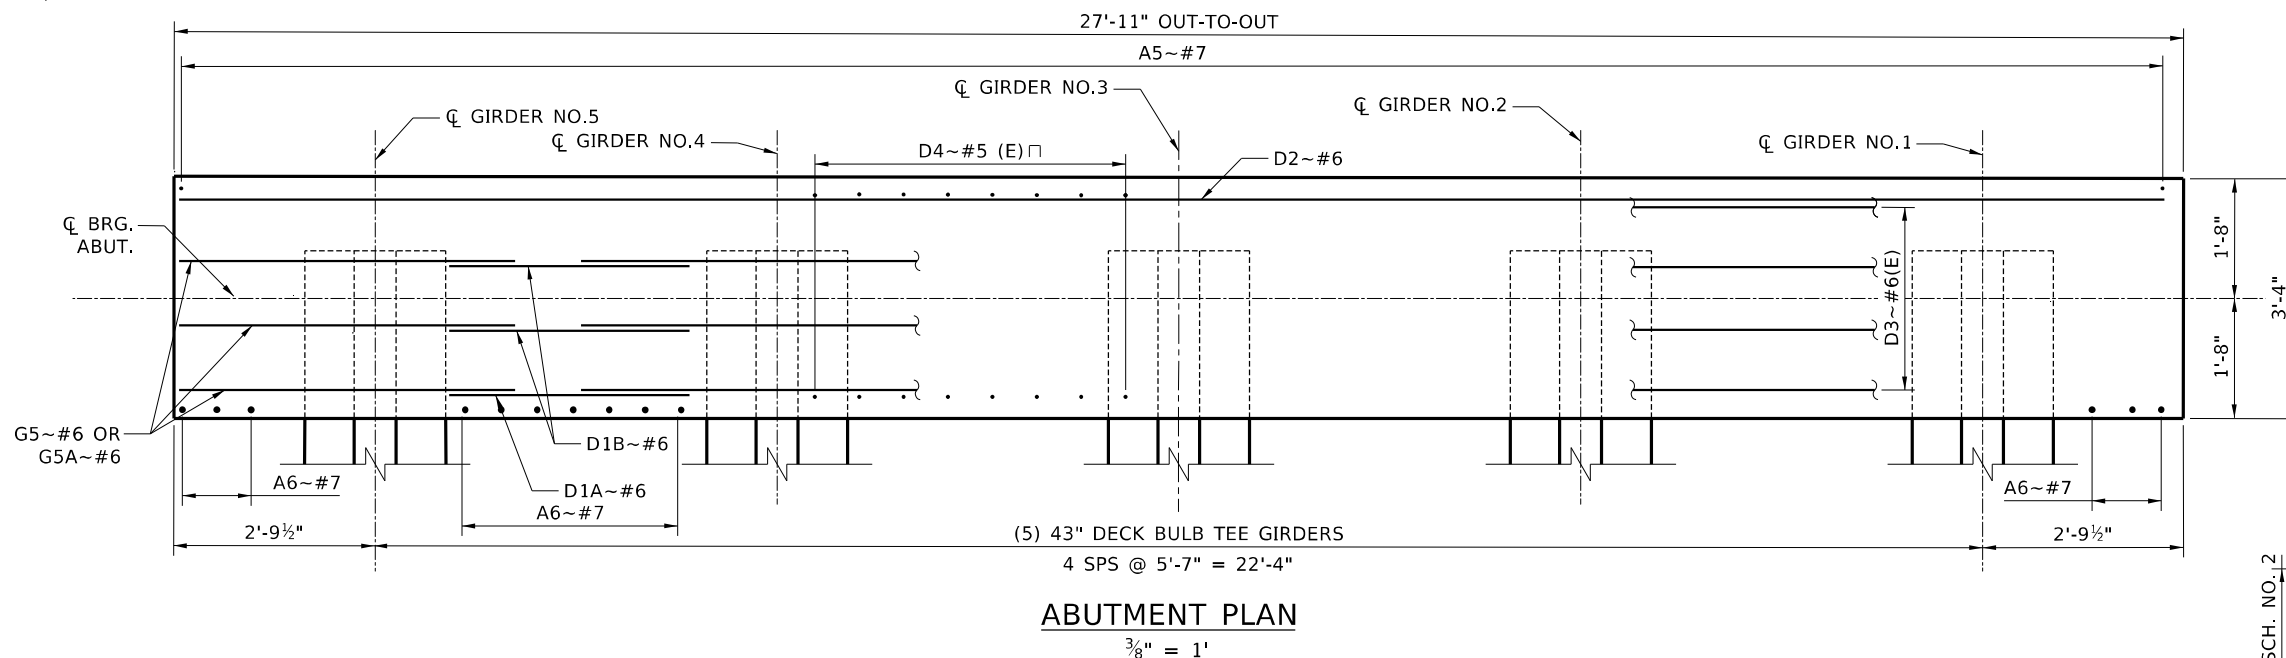 27'-11" OUT-TO-OUT
A5~#7
℄ GIRDER NO.3
℄ GIRDER NO.2
℄ GIRDER NO.5
℄ GIRDER NO.4
℄ GIRDER NO.1
D4~#5 (E)⊓
D2~#6
℄ BRG.
ABUT.
1'-8"
3'-4"
D3~#6(E)
1'-8"
G5~#6 OR
G5A~#6
D1B~#6
A6~#7
D1A~#6
A6~#7
A6~#7
2'-9½"
(5) 43" DECK BULB TEE GIRDERS
2'-9½"
4 SPS @ 5'-7" = 22'-4"
SCH. NO. 2
ABUTMENT PLAN
⅜" = 1'